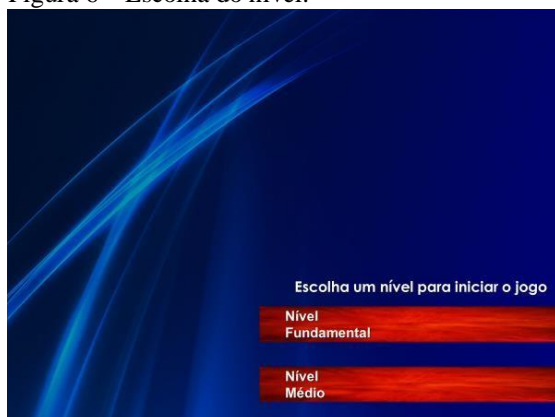 Escolha um nível para iniciar o jogo
Nível
Fundamental
Nível
Médio